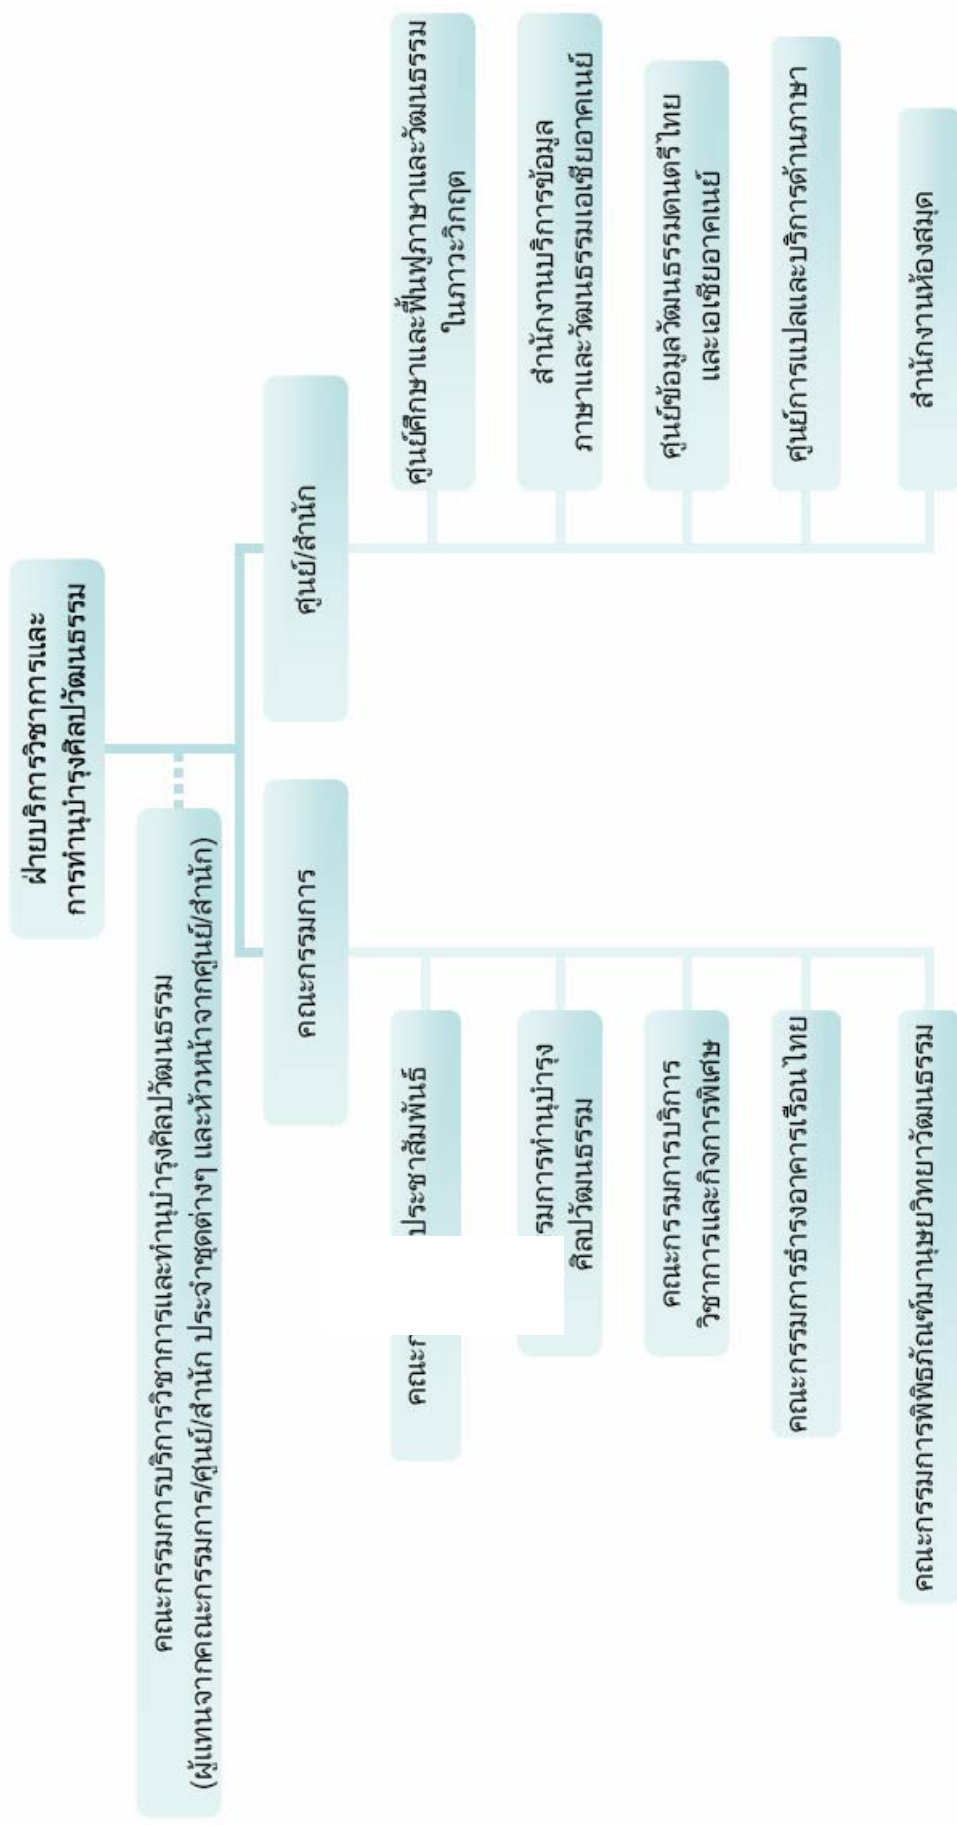 ฝ่ายบริการวิชาการและ
การทำนุบำรุงศิลปวัฒนธรรม
คณะกรรมการบริการวิชาการและทำนุบำรุงศิลปวัฒนธรรม
(ผู้แทนจากคณะกรรมการ/ศูนย์/สำนัก ประจำชุดต่างๆ และหัวหน้าจากศูนย์/สำนัก)
คณะกรรมการ
ประชาสัมพันธ์
ศิลปวัฒนธรรม
คณะกรรมการบริการ
วิชาการและกิจการพิเศษ
คณะกรรมการธำรงอาคารเรือนไทย
คณะกรรมการพิพิธภัณฑ์มานุษยวิทยาวัฒนธรรม
ศูนย์/สำนัก
ศูนย์ศึกษาและฟื้นฟูภาษาและวัฒนธรรม
ในภาวะวิกฤต
สำนักงานบริการข้อมูล
ภาษาและวัฒนธรรมเอเชียอาคเนย์
ศูนย์ข้อมูลวัฒนธรรมดนตรีไทย
และเอเชียอาคเนย์
ศูนย์การแปลและบริการด้านภาษา
สำนักงานห้องสมุด